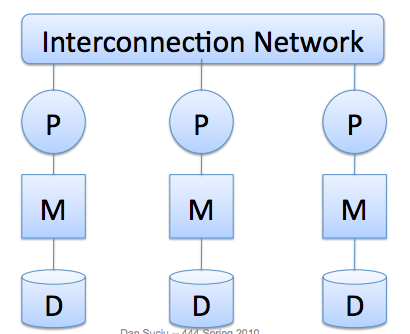 Interconnection Network
P P P
M M M
D D D
Dan Suciu -- 444 Spring 2010